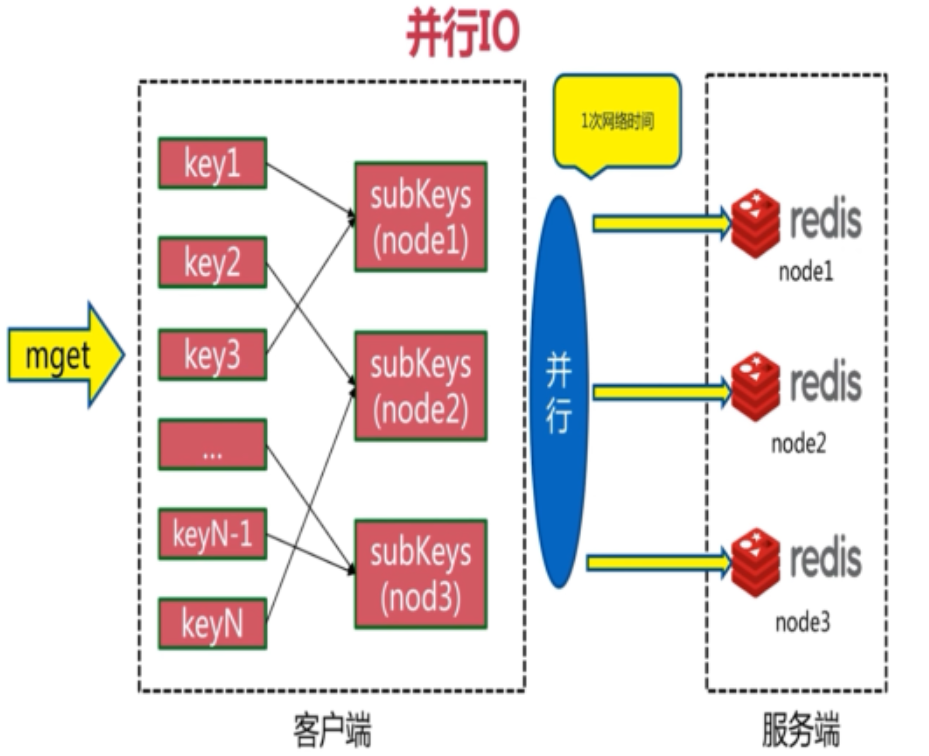 并行IO
1次网络时间
mget
key1
key2
key3
...
keyN-1
keyN
subKeys
(node1)
subKeys
(node2)
subKeys
(nod3)
并
行
redis
node1
redis
node2
redis
node3
客户端
服务端